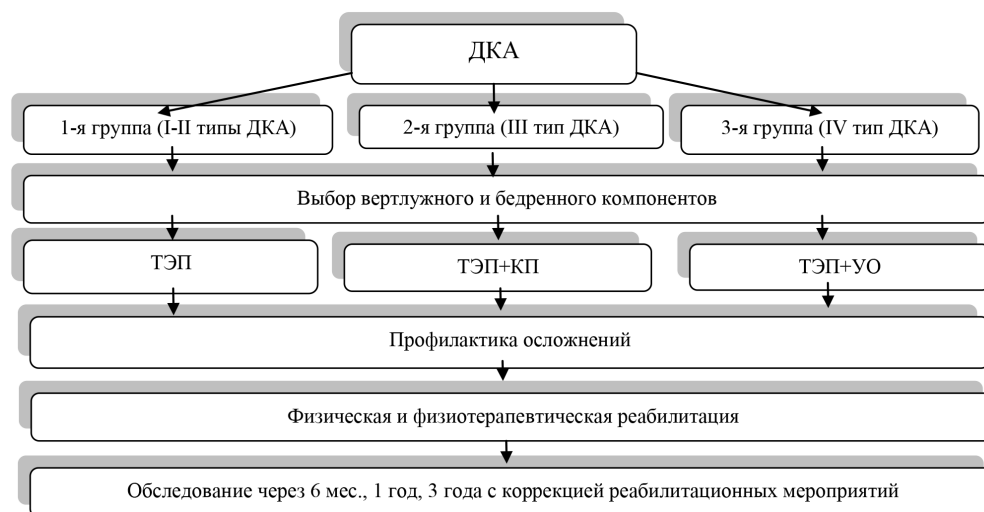 ДКА
1-я группа (I-II типы ДКА)
2-я группа (III тип ДКА)
3-я группа (IV тип ДКА)
Выбор вертлужного и бедренного компонентов
ТЭП
ТЭП+КП
ТЭП+УО
Профилактика осложнений
Физическая и физиотерапевтическая реабилитация
Обследование через 6 мес., 1 год, 3 года с коррекцией реабилитационных мероприятий